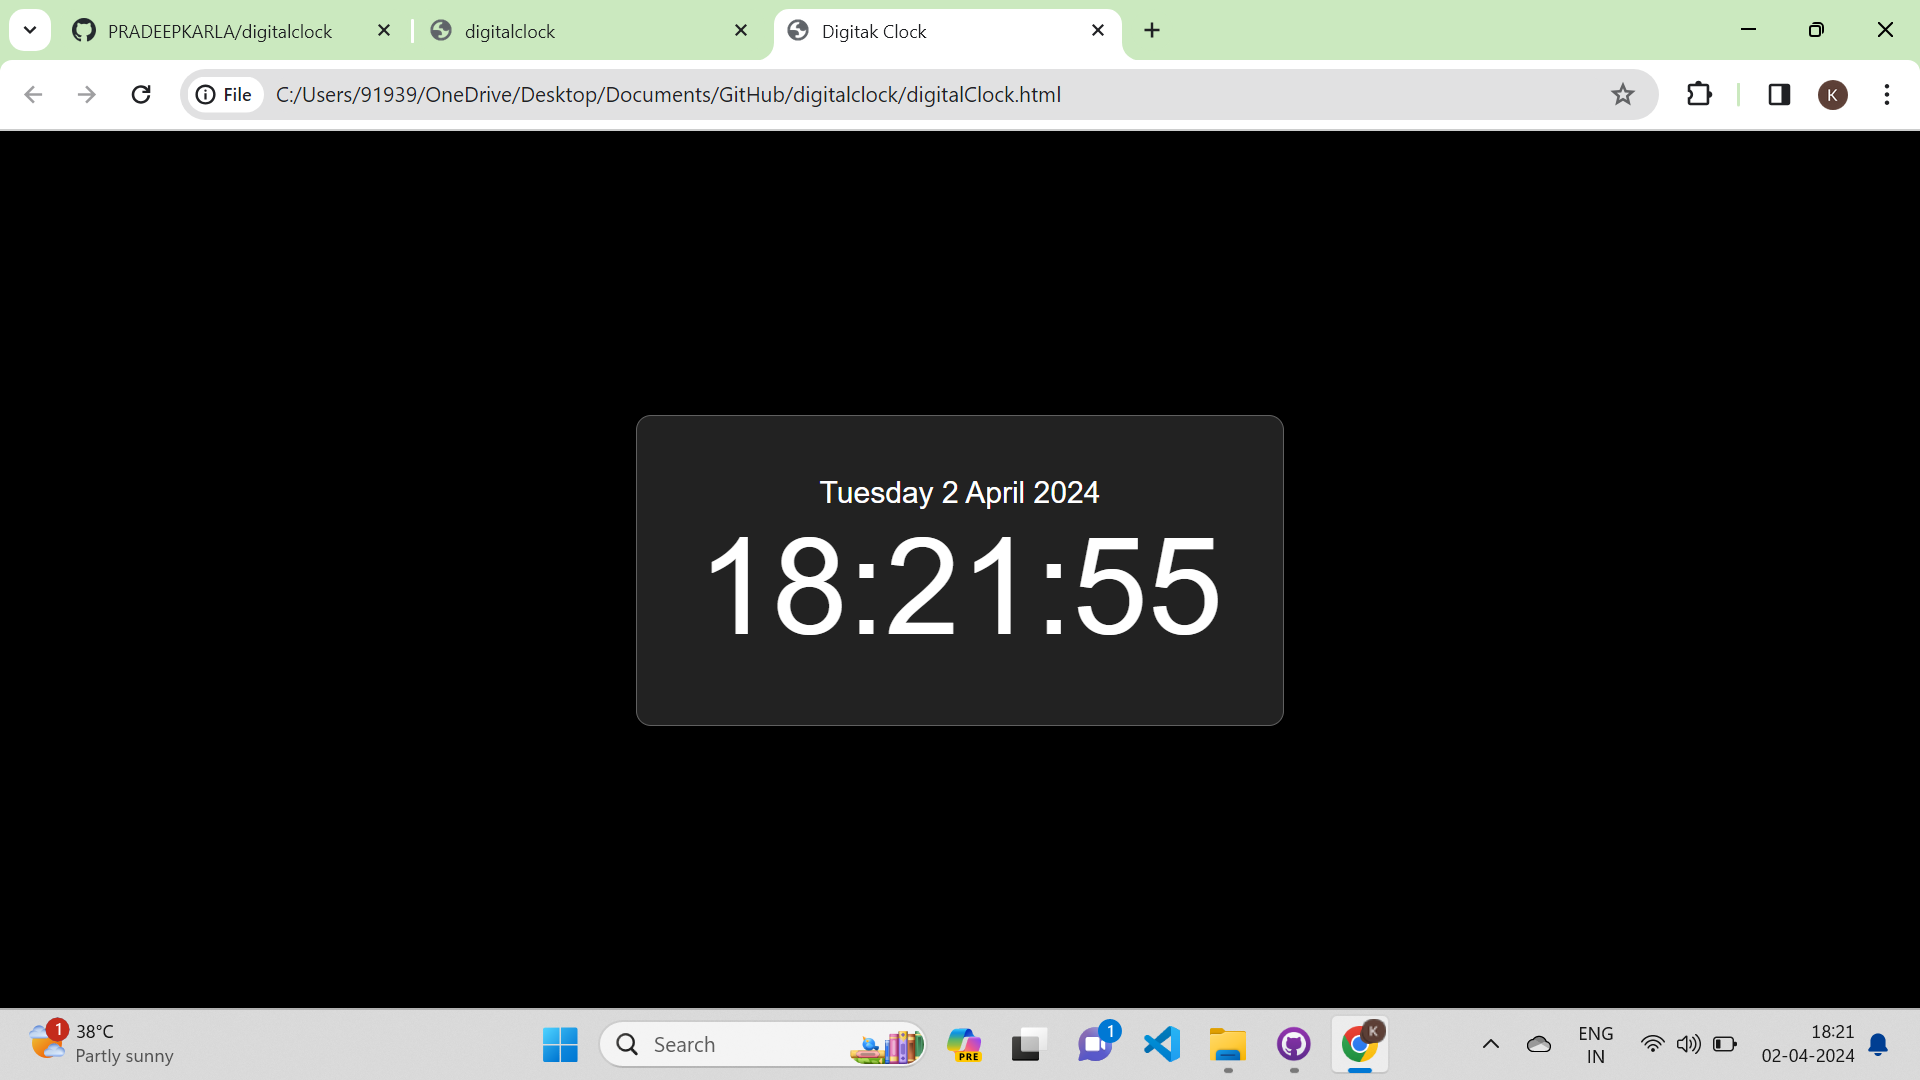 PRADEEPKARLA/digitalclock
digitalclock
Digitak Clock
File
C:/Users/91939/OneDrive/Desktop/Documents/GitHub/digitalclock/digitalClock.html
K
Tuesday 2 April 2024
18:21:55
1
38°C
Partly sunny
Search
PRE
1
K
ENG
IN
18:21
02-04-2024